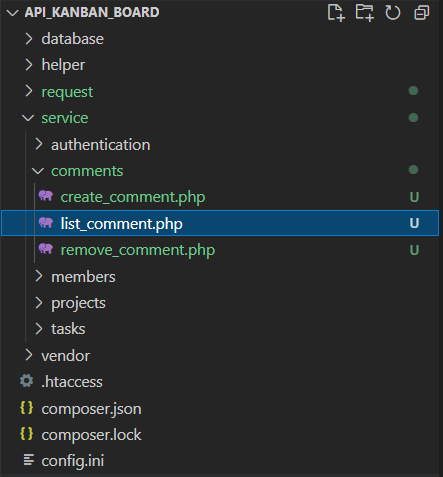 API_KANBAN_BOARD
database
helper
request
service
authentication
comments
create_comment.php U
list_comment.php U
remove_comment.php U
members
projects
tasks
vendor
.htaccess
{} composer.json
{} composer.lock
config.ini